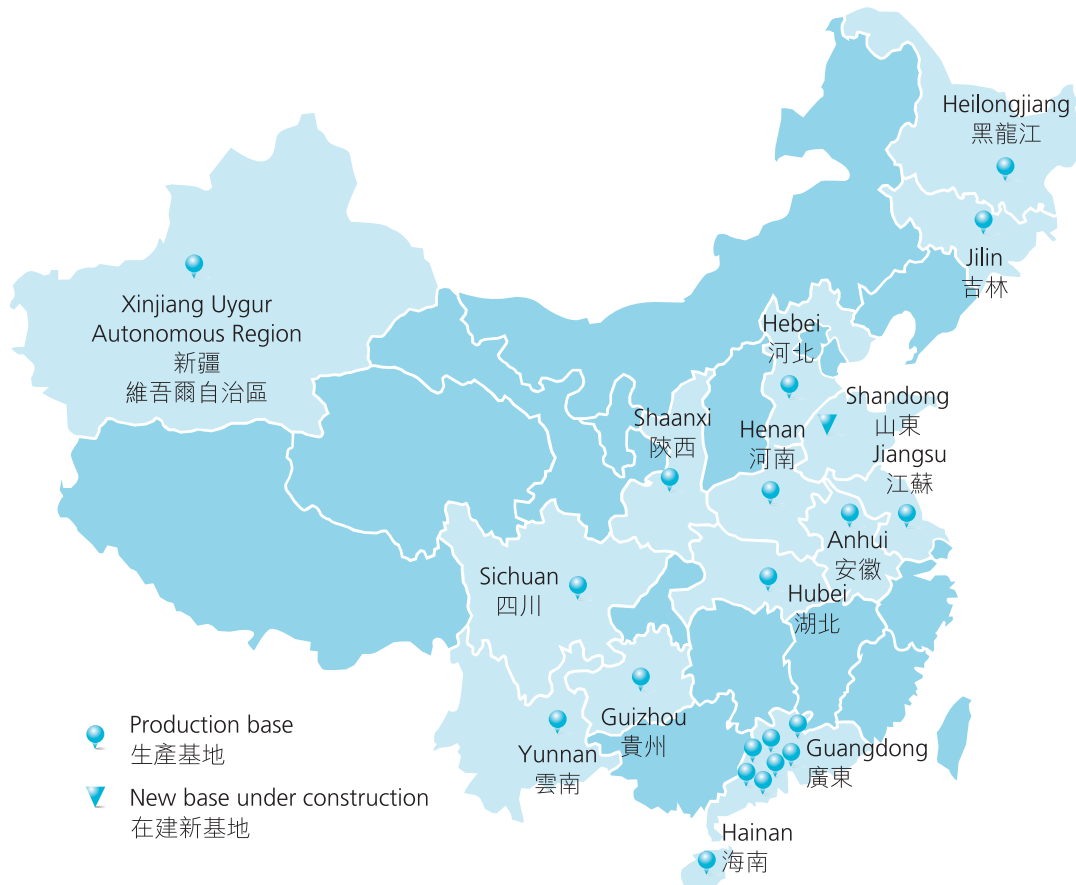 Heilongjiang
黑龍江
Jilin
吉林
Xinjiang Uygur
Autonomous Region
新疆
維吾爾自治區
Hebei
河北
Shandong
山東
Shaanxi
陝西
Henan
河南
Jiangsu
江蘇
Anhui
安徽
Sichuan
四川
Hubei
湖北
Guizhou
貴州
Yunnan
雲南
Guangdong
廣東
Hainan
海南
Production base
生產基地
New base under construction
在建新基地